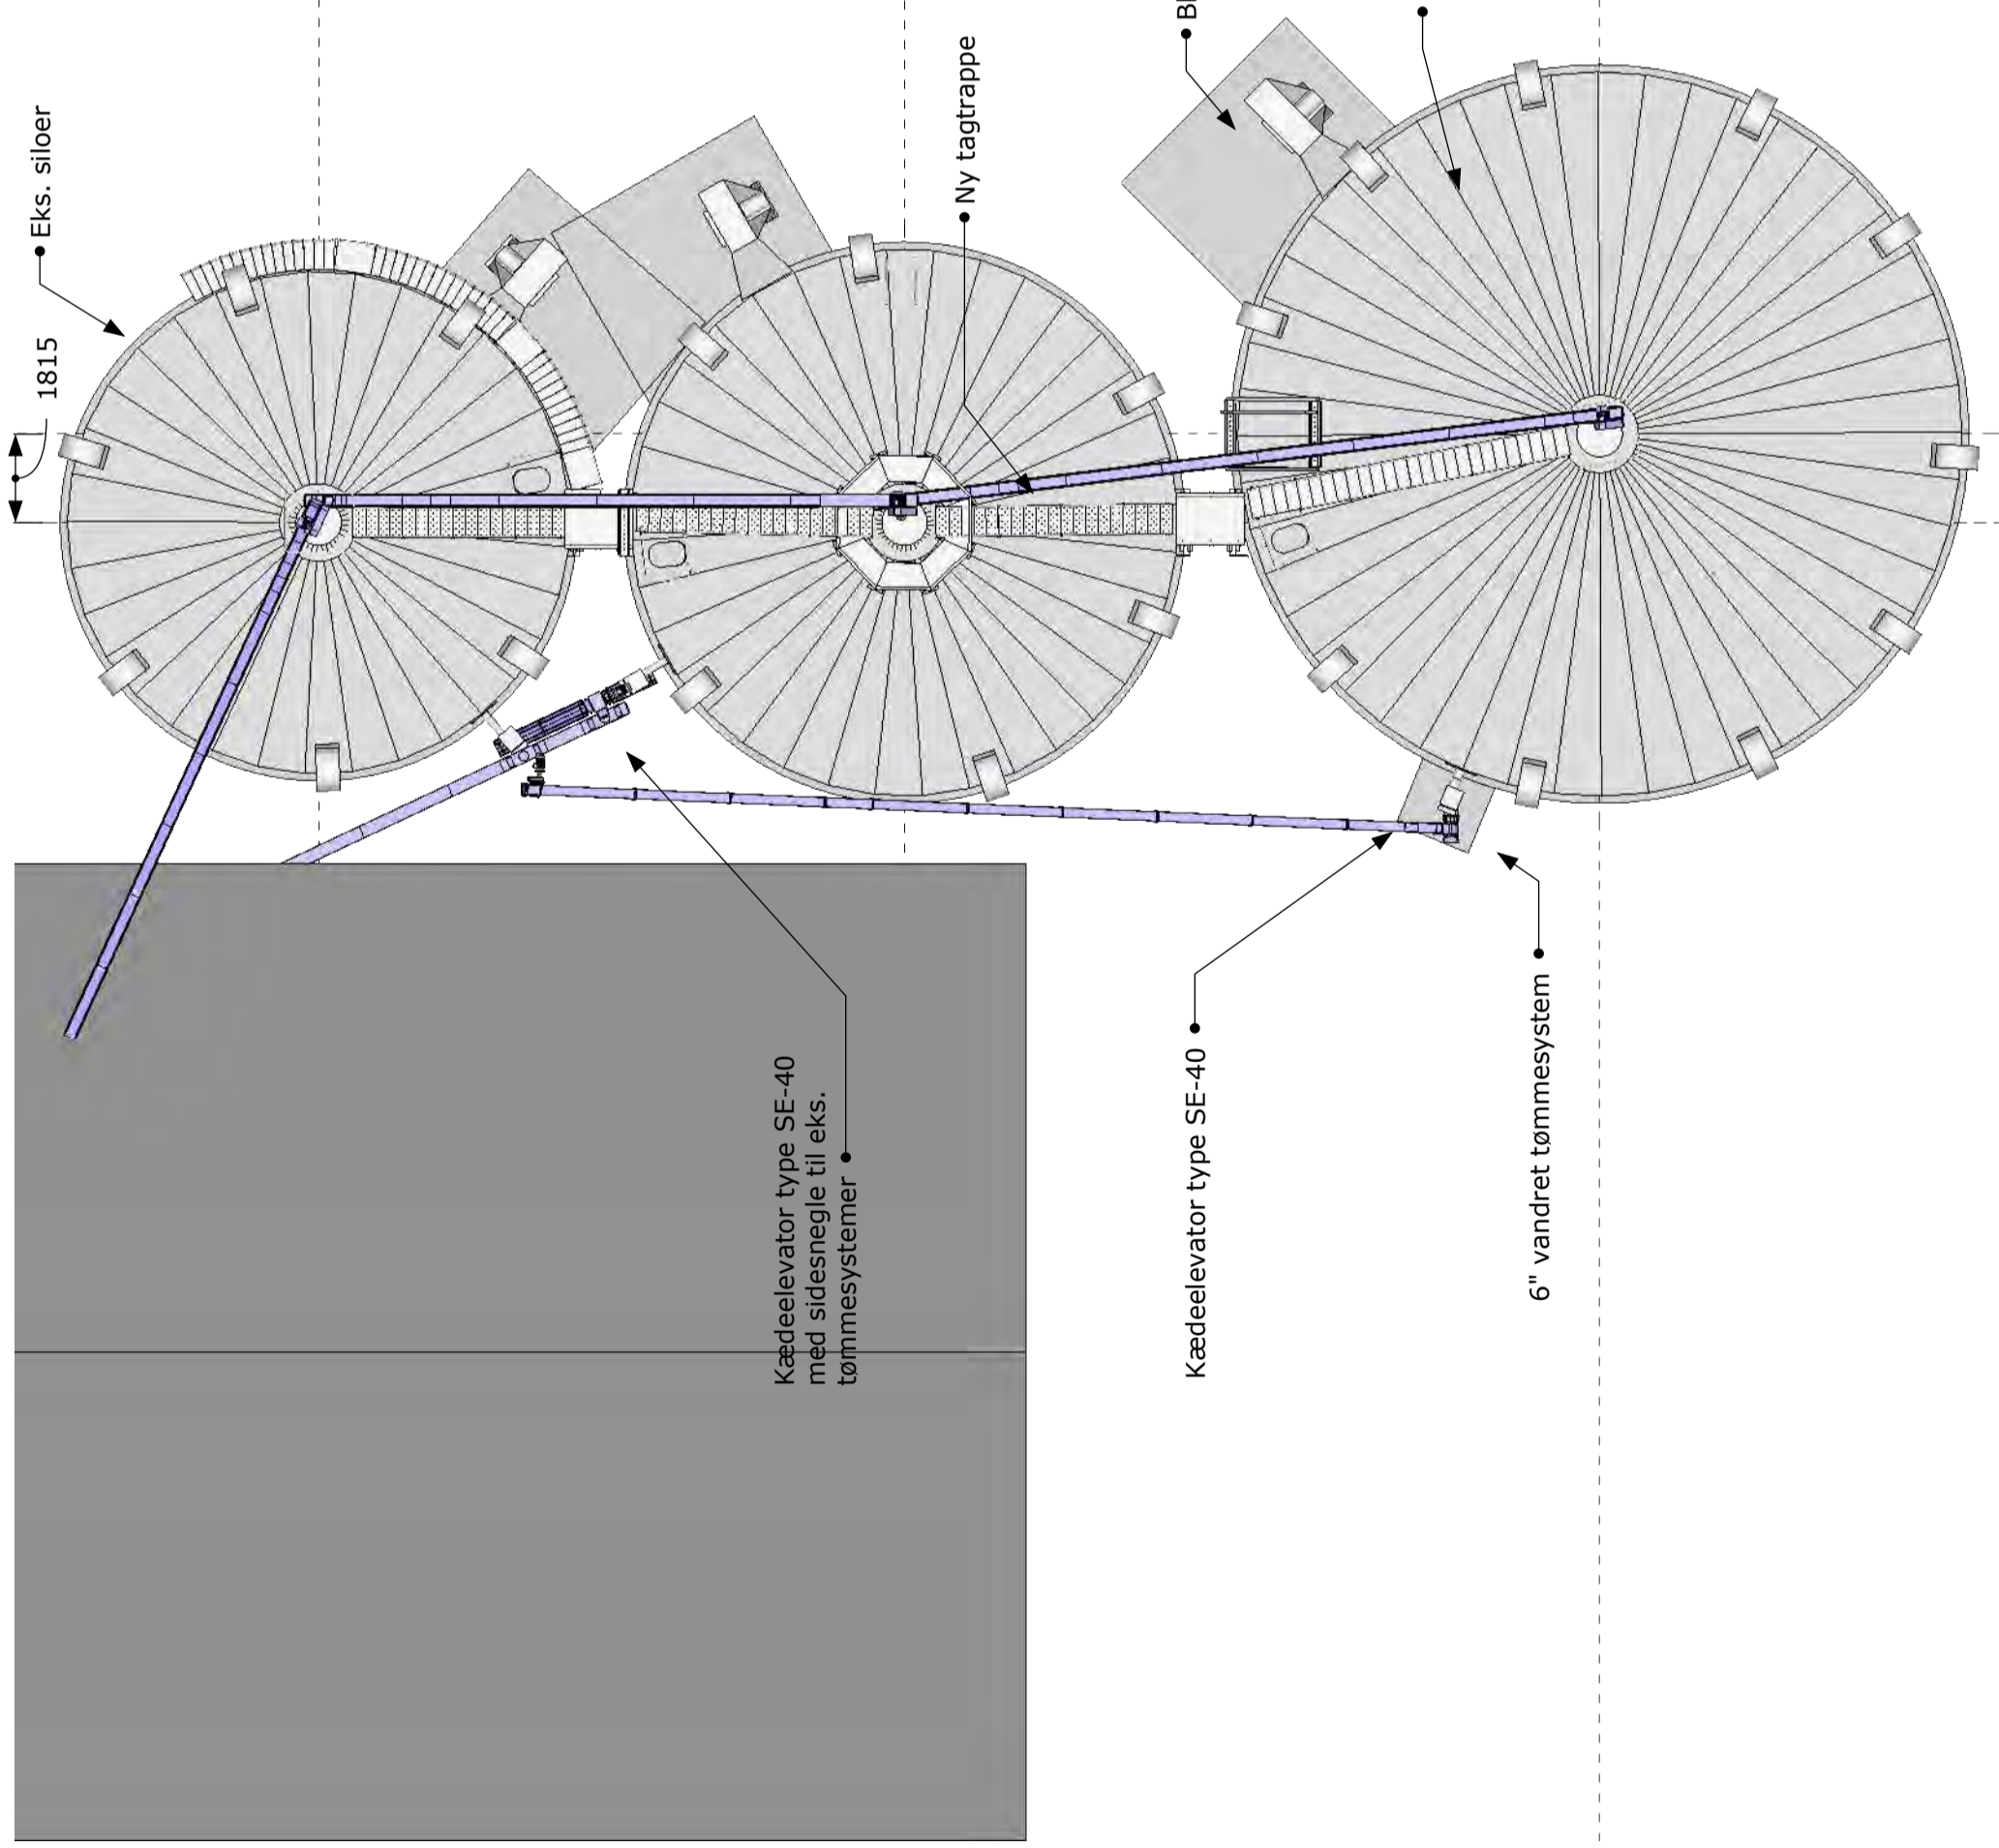 Eks. siloer
1815
Ny tagtrappe
Kædeelevator type SE-40
med sidesnegle til eks.
tømmesystemer
Kædeelevator type SE-40
6" vandret tømmesystem